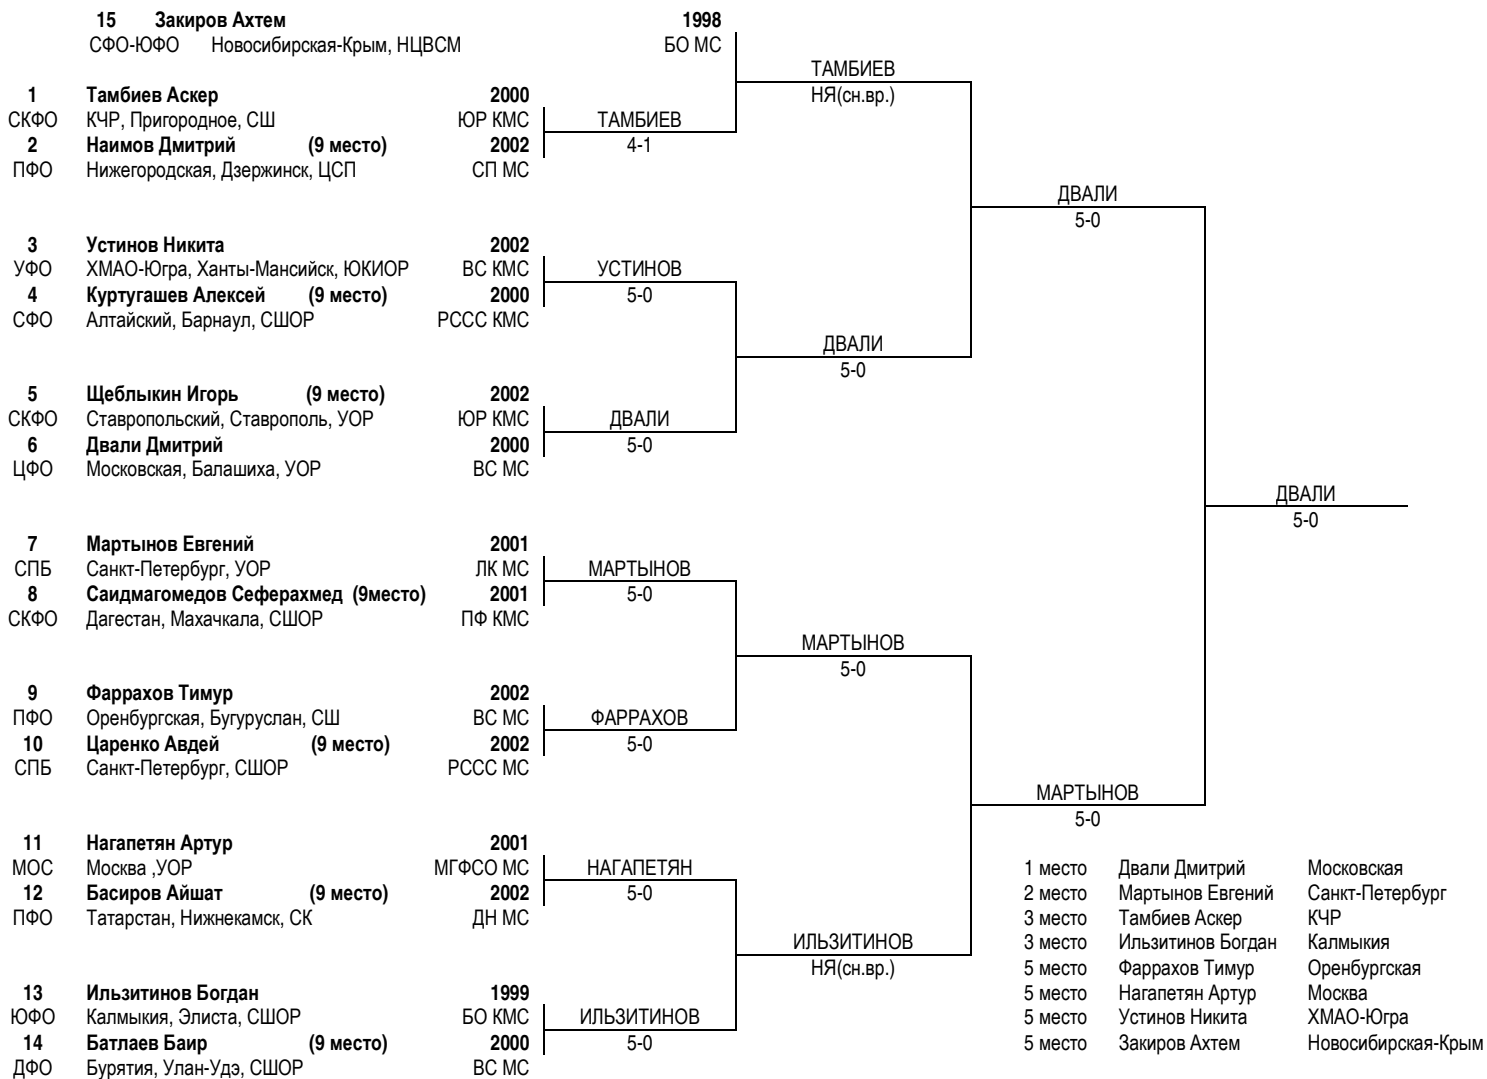 15 Закиров Ахтем 1998
СФО-ЮФО Новосибирская-Крым, НЦВСМ БО МС
ТАМБИЕВ
НЯ(сн.вр.)
1 Тамбиев Аскер 2000
СКФО КЧР, Пригородное, СШ ЮР КМС
ТАМБИЕВ
2 Наимов Дмитрий (9 место) 2002
4-1
ПФО Нижегородская, Дзержинск, ЦСП СП МС
ДВАЛИ
5-0
3 Устинов Никита 2002
УФО ХМАО-Югра, Ханты-Мансийск, ЮКИОР ВС КМС
УСТИНОВ
4 Куртугашев Алексей (9 место) 2000
5-0
СФО Алтайский, Барнаул, СШОР РССС КМС
ДВАЛИ
5-0
5 Щеблыкин Игорь (9 место) 2002
СКФО Ставропольский, Ставрополь, УОР ЮР КМС
ДВАЛИ
6 Двали Дмитрий 2000
5-0
ЦФО Московская, Балашиха, УОР ВС МС
ДВАЛИ
5-0
7 Мартынов Евгений 2001
СПБ Санкт-Петербург, УОР ЛК МС
МАРТЫНОВ
8 Саидмагомедов Сеферахмед (9место) 2001
5-0
СКФО Дагестан, Махачкала, СШОР ПФ КМС
МАРТЫНОВ
5-0
9 Фаррахов Тимур 2002
ПФО Оренбургская, Бугуруслан, СШ ВС МС
ФАРРАХОВ
10 Царенко Авдей (9 место) 2002
5-0
СПБ Санкт-Петербург, СШОР РССС МС
МАРТЫНОВ
5-0
11 Нагапетян Артур 2001
МОС Москва ,УОР МГФСО МС
НАГАПЕТЯН
12 Басиров Айшат (9 место) 2002
5-0
ПФО Татарстан, Нижнекамск, СК ДН МС
ИЛЬЗИТИНОВ
НЯ(сн.вр.)
13 Ильзитинов Богдан 1999
ЮФО Калмыкия, Элиста, СШОР БО КМС
ИЛЬЗИТИНОВ
14 Батлаев Баир (9 место) 2000
5-0
ДФО Бурятия, Улан-Удэ, СШОР ВС МС
1 место Двали Дмитрий Московская
2 место Мартынов Евгений Санкт-Петербург
3 место Тамбиев Аскер КЧР
3 место Ильзитинов Богдан Калмыкия
5 место Фаррахов Тимур Оренбургская
5 место Нагапетян Артур Москва
5 место Устинов Никита ХМАО-Югра
5 место Закиров Ахтем Новосибирская-Крым